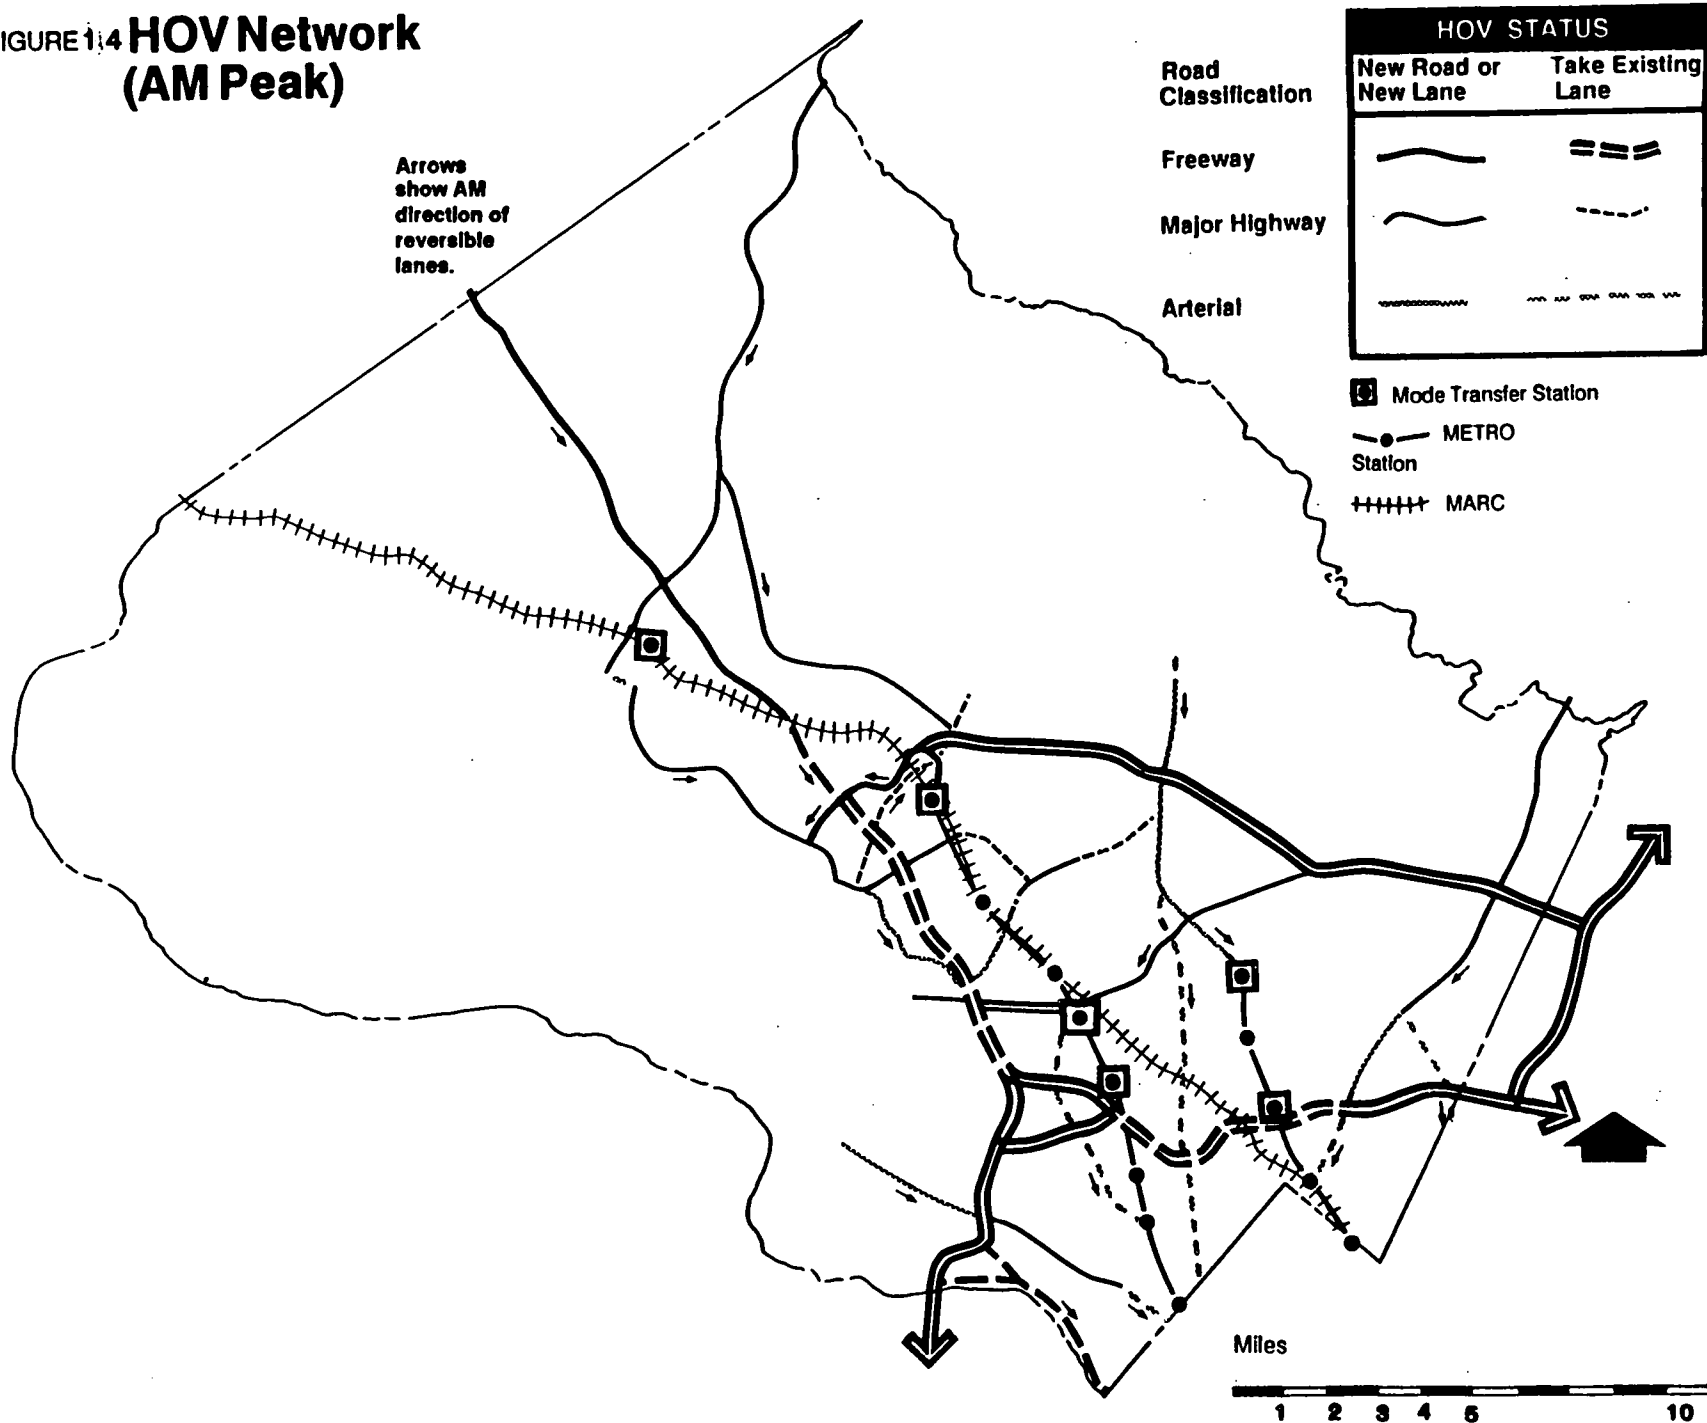 IGURE 1.4 HOV Network
(AM Peak)
Arrows
show AM
direction of
reversible
lanes.
HOV STATUS
Road
Classification
New Road or
New Lane
Take Existing
Lane
Freeway
Major Highway
Arterial
Mode Transfer Station
METRO
Station
MARC
Miles
1 2 3 4 5 10